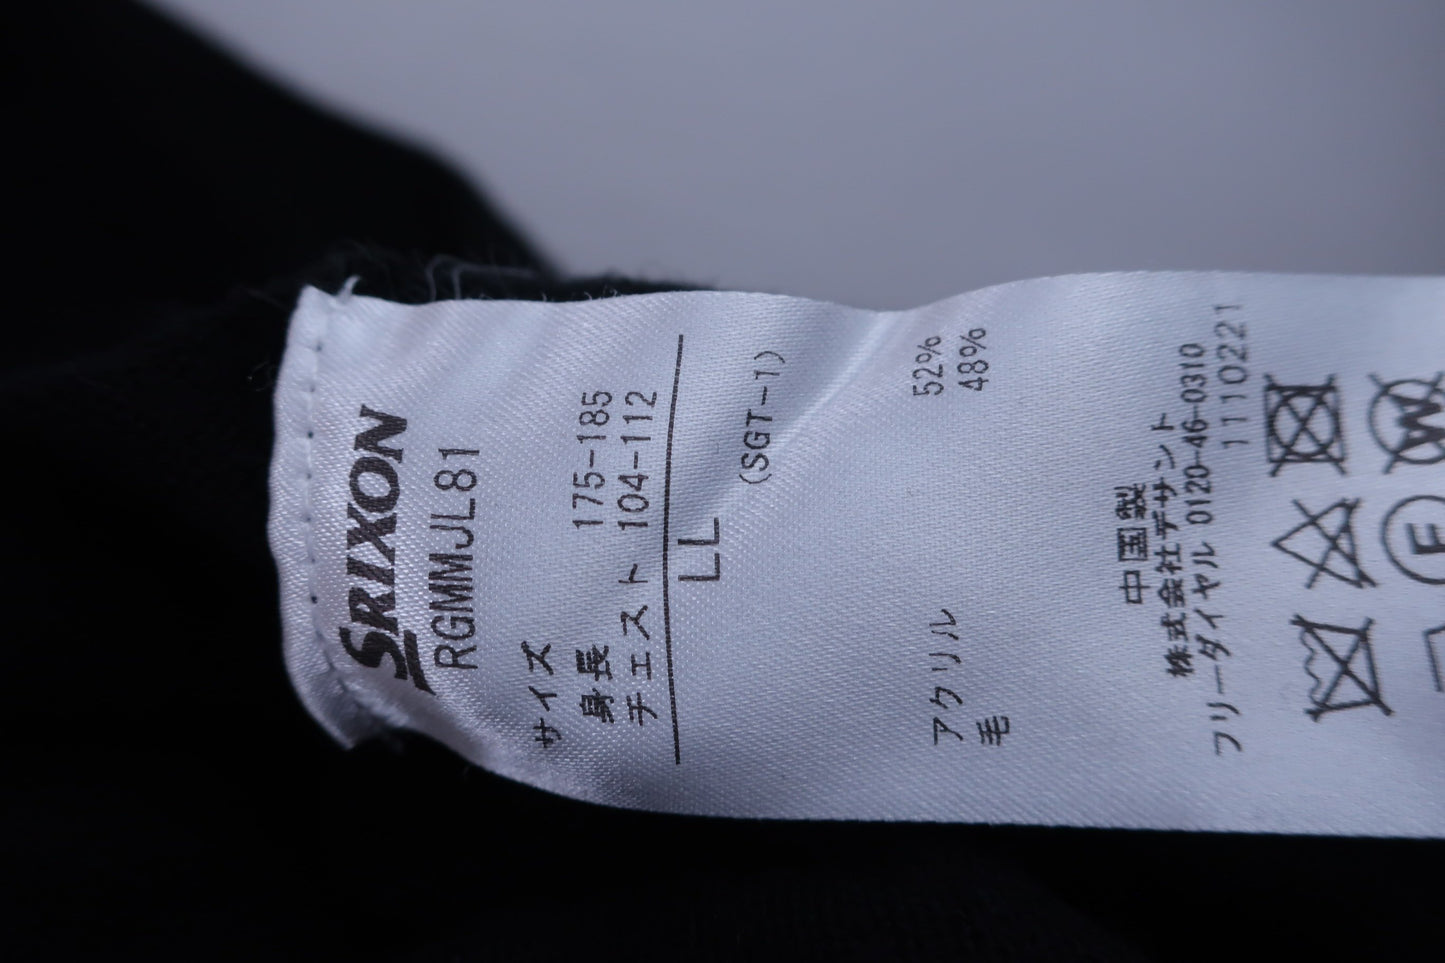 SRIXON
RGMMJL81
サイズ
身長 175-185
チェスト 104-112
LL
(SGT-1)
アクリル 52%
毛 48%
中国製
株式会社デサント
フリーダイヤル 0120-46-0310
1110221
W
F